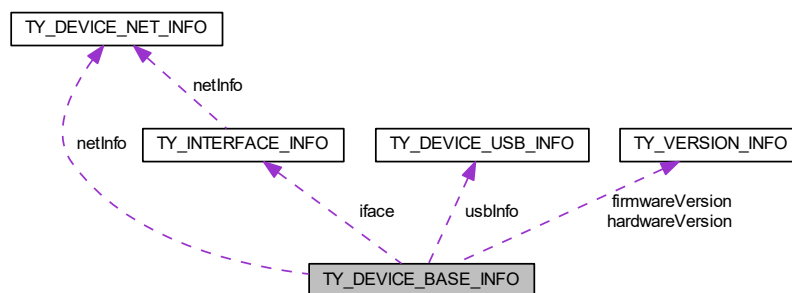 TY_DEVICE_NET_INFO
netInfo
netInfo
TY_INTERFACE_INFO
TY_DEVICE_USB_INFO
TY_VERSION_INFO
iface
usbInfo
firmwareVersion
hardwareVersion
TY_DEVICE_BASE_INFO